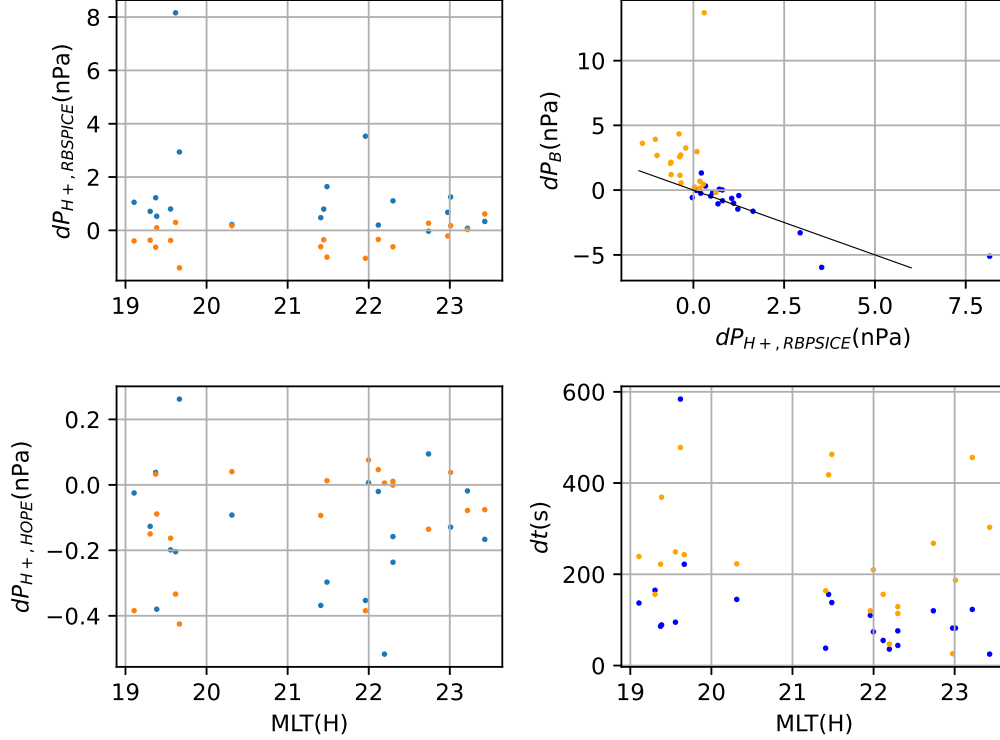 8
6
4
2
0
dP_{H+,RBSPICE}(nPa)
19 20 21 22 23
10
5
0
−5
dP_B(nPa)
0.0 2.5 5.0 7.5
dP_{H+,RBPSICE}(nPa)
0.2
0.0
−0.2
−0.4
dP_{H+,HOPE}(nPa)
19 20 21 22 23
MLT(H)
600
400
200
0
dt(s)
19 20 21 22 23
MLT(H)